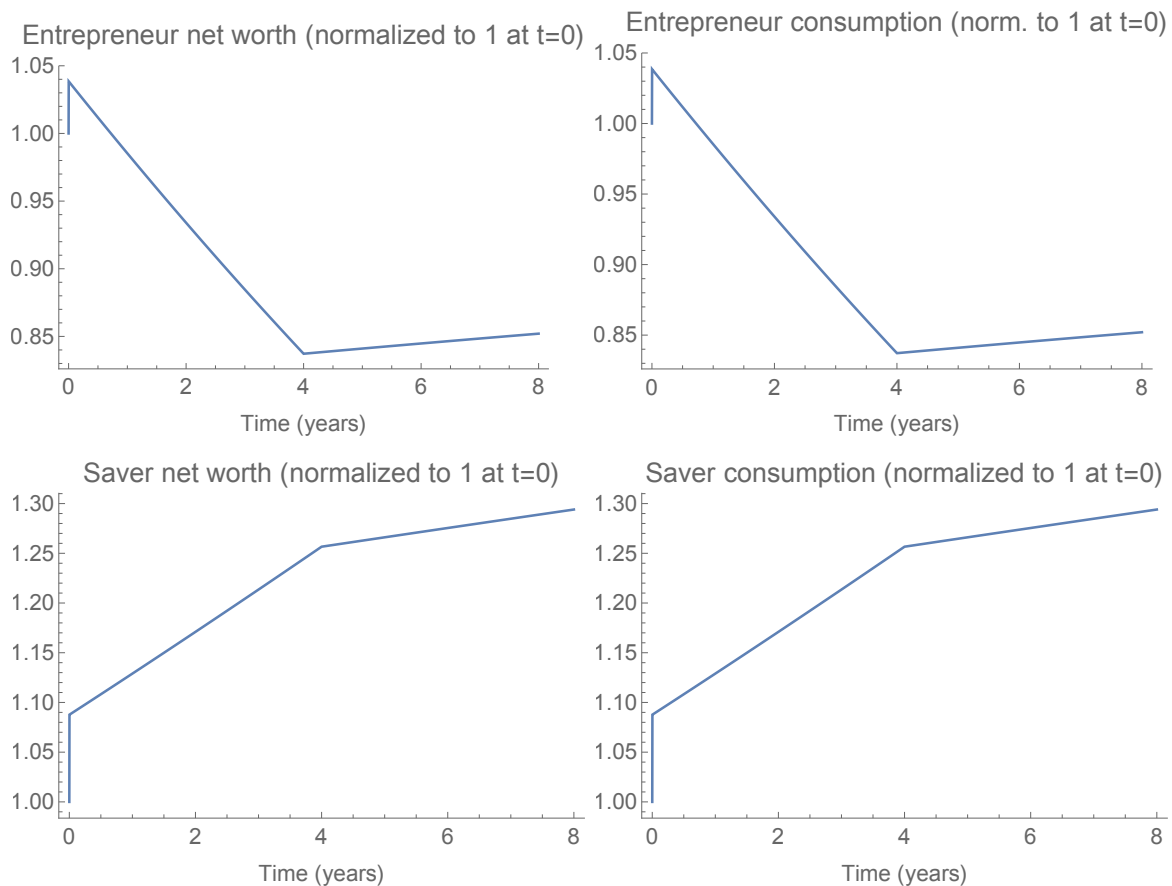 Entrepreneur net worth (normalized to 1 at t=0)
1.05
1.00
0.95
0.90
0.85
0 2 4 6 8
Time (years)
Entrepreneur consumption (norm. to 1 at t=0)
1.05
1.00
0.95
0.90
0.85
0 2 4 6 8
Time (years)
Saver net worth (normalized to 1 at t=0)
1.30
1.25
1.20
1.15
1.10
1.05
1.00
0 2 4 6 8
Time (years)
Saver consumption (normalized to 1 at t=0)
1.30
1.25
1.20
1.15
1.10
1.05
1.00
0 2 4 6 8
Time (years)